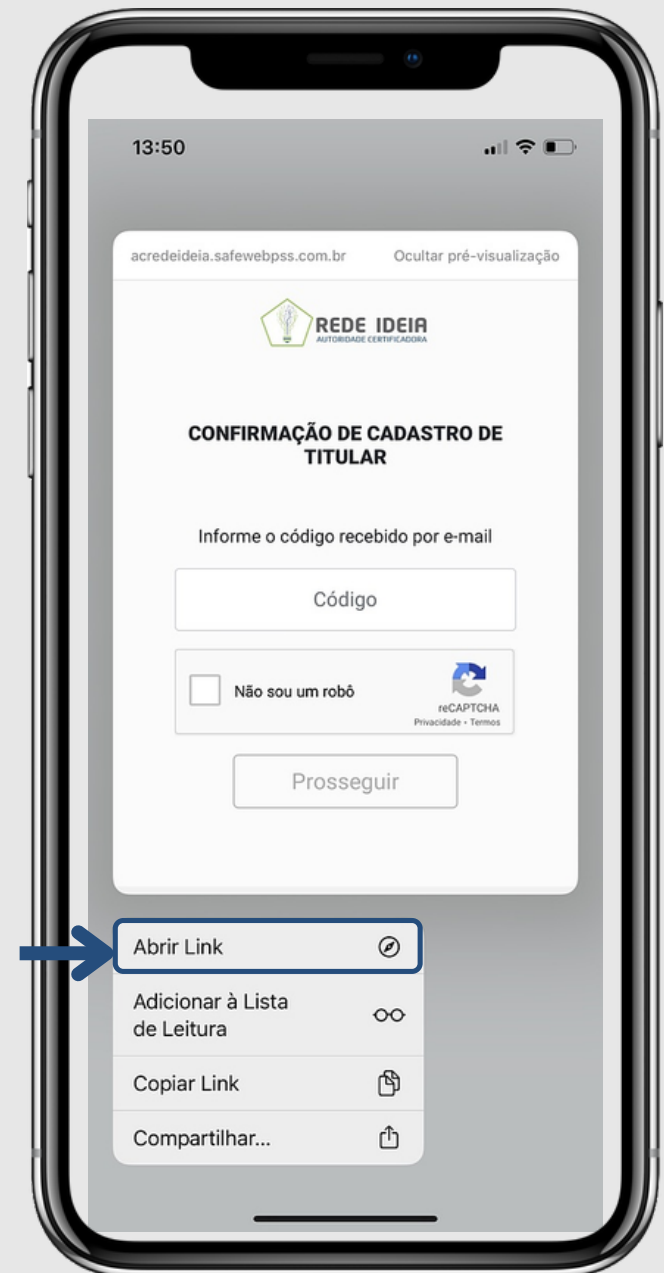 13:50
acredeideia.safewebpss.com.br Ocultar pré-visualização
REDE IDEIA
AUTORIDADE CERTIFICADORA
CONFIRMAÇÃO DE CADASTRO DE
TITULAR
Informe o código recebido por e-mail
Código
Não sou um robô
reCAPTCHA
Privacidade • Termos
Prosseguir
Abrir Link
Adicionar à Lista
de Leitura
Copiar Link
Compartilhar...